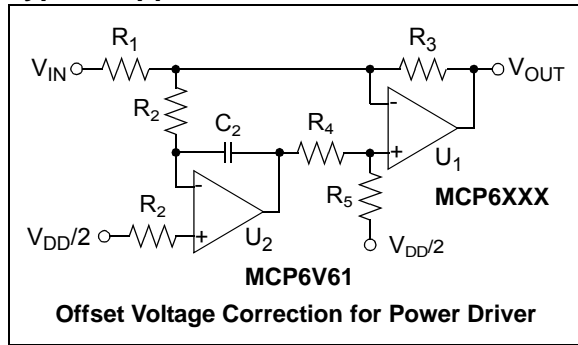 R1
R3
VIN
VOUT
R2
C2
R4
-
-
+
U1
R5
MCP6XXX
R2
VDD/2
+
U2
VDD/2
MCP6V61
Offset Voltage Correction for Power Driver